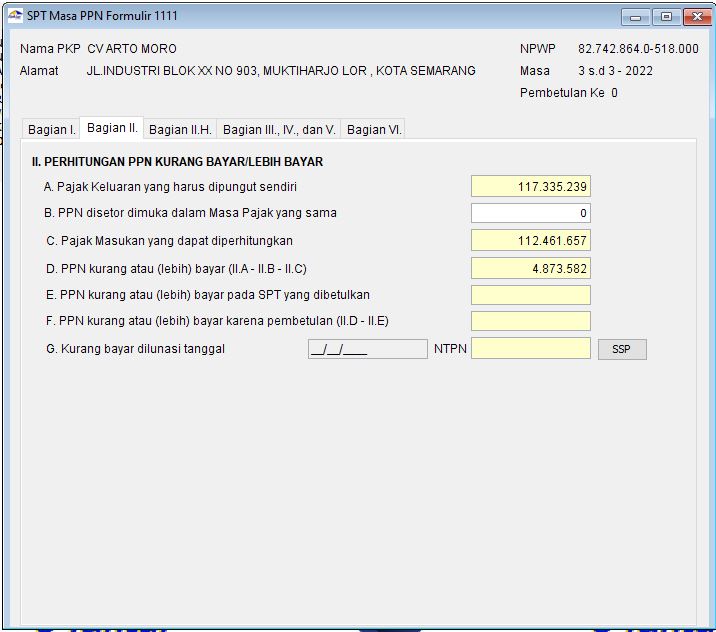 SPT Masa PPN Formulir 1111
Nama PKP CV ARTO MORO NPWP 82.742.864.0-518.000
Alamat JL.INDUSTRI BLOK XX NO 903, MUKTIHARJO LOR , KOTA SEMARANG Masa 3 s.d 3 - 2022
Pembetulan Ke 0
Bagian I. Bagian II. Bagian II.H. Bagian III., IV., dan V. Bagian VI.
II. PERHITUNGAN PPN KURANG BAYAR/LEBIH BAYAR
A. Pajak Keluaran yang harus dipungut sendiri 117.335.239
B. PPN disetor dimuka dalam Masa Pajak yang sama 0
C. Pajak Masukan yang dapat diperhitungkan 112.461.657
D. PPN kurang atau (lebih) bayar (II.A - II.B - II.C) 4.873.582
E. PPN kurang atau (lebih) bayar pada SPT yang dibetulkan
F. PPN kurang atau (lebih) bayar karena pembetulan (II.D - II.E)
G. Kurang bayar dilunasi tanggal __/__/____ NTPN SSP